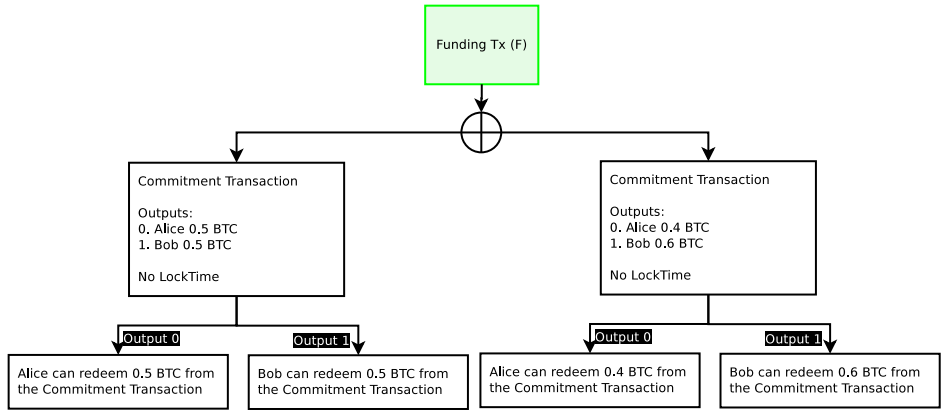 Funding Tx (F)
Commitment Transaction
Outputs:
0. Alice 0.5 BTC
1. Bob 0.5 BTC
No LockTime
Commitment Transaction
Outputs:
0. Alice 0.4 BTC
1. Bob 0.6 BTC
No LockTime
Output 0
Output 1
Output 0
Output 1
Alice can redeem 0.5 BTC from
the Commitment Transaction
Bob can redeem 0.5 BTC from
the Commitment Transaction
Alice can redeem 0.4 BTC from
the Commitment Transaction
Bob can redeem 0.6 BTC from
the Commitment Transaction